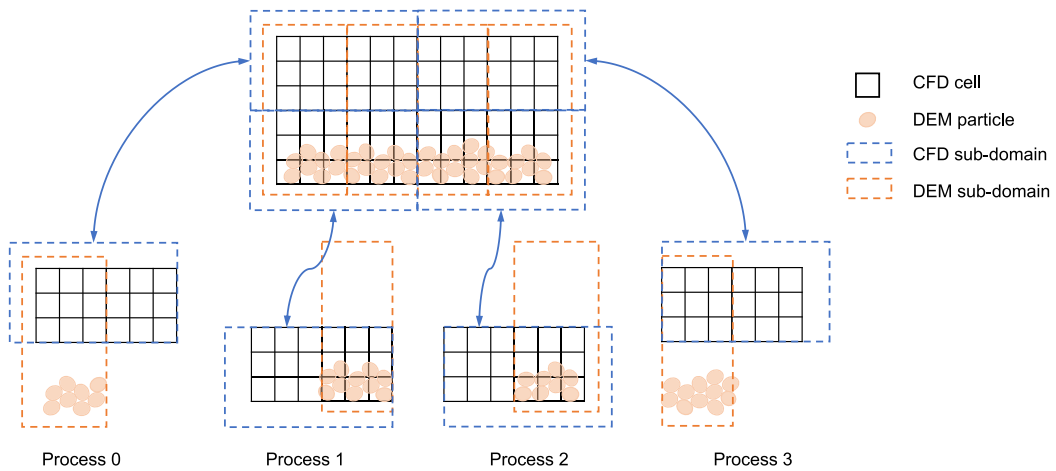 CFD cell
DEM particle
CFD sub-domain
DEM sub-domain
Process 0
Process 1
Process 2
Process 3